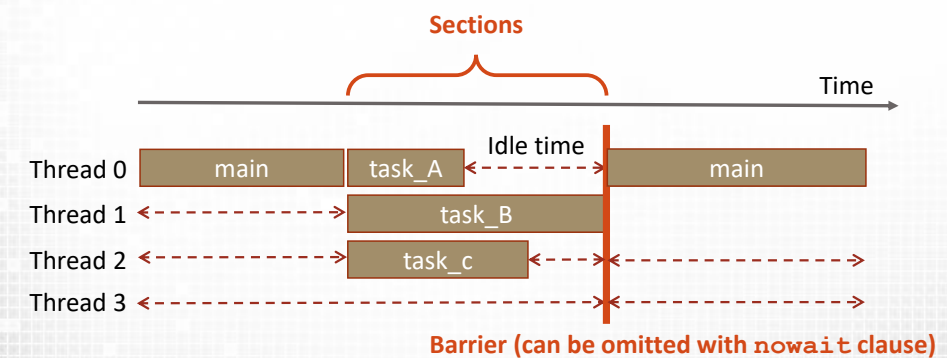 Sections
Time
Idle time
Thread 0 main task_A main
Thread 1 task_B
Thread 2 task_c
Thread 3
Barrier (can be omitted with nowait clause)